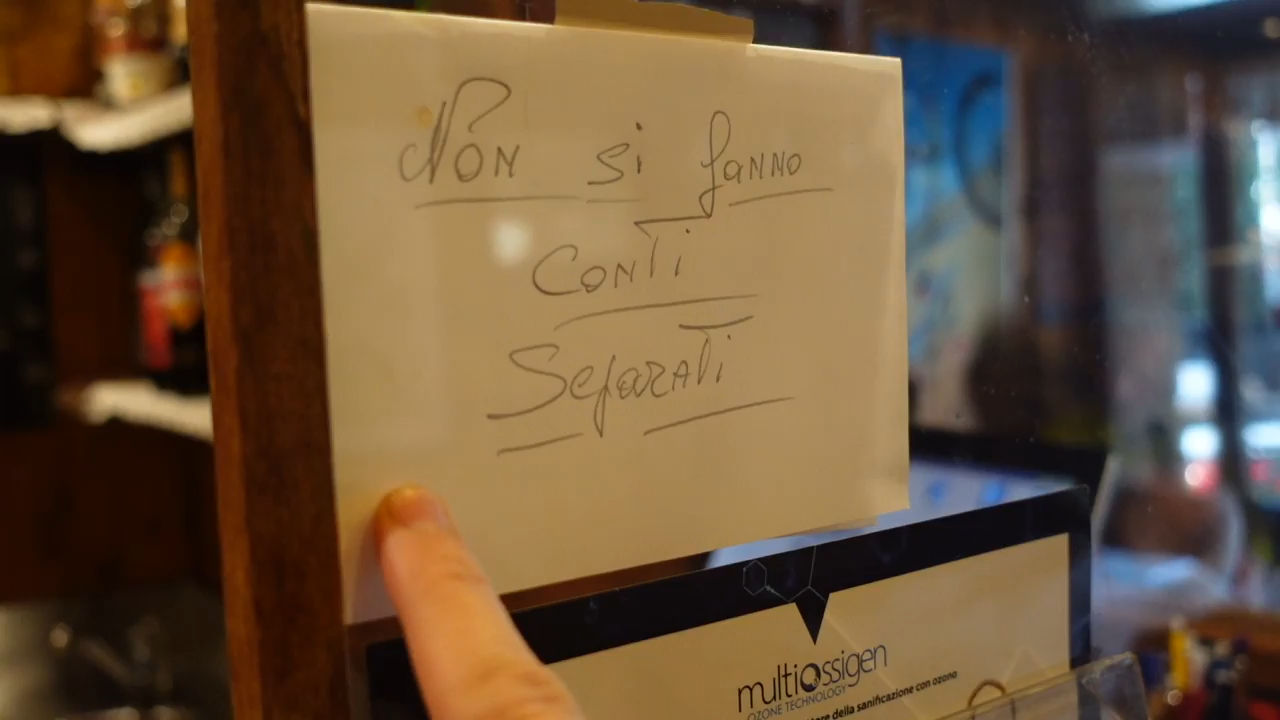 Non si fanno
Conti
Separati
multiossigen
OZONE TECHNOLOGY
della sanificazione con ozono